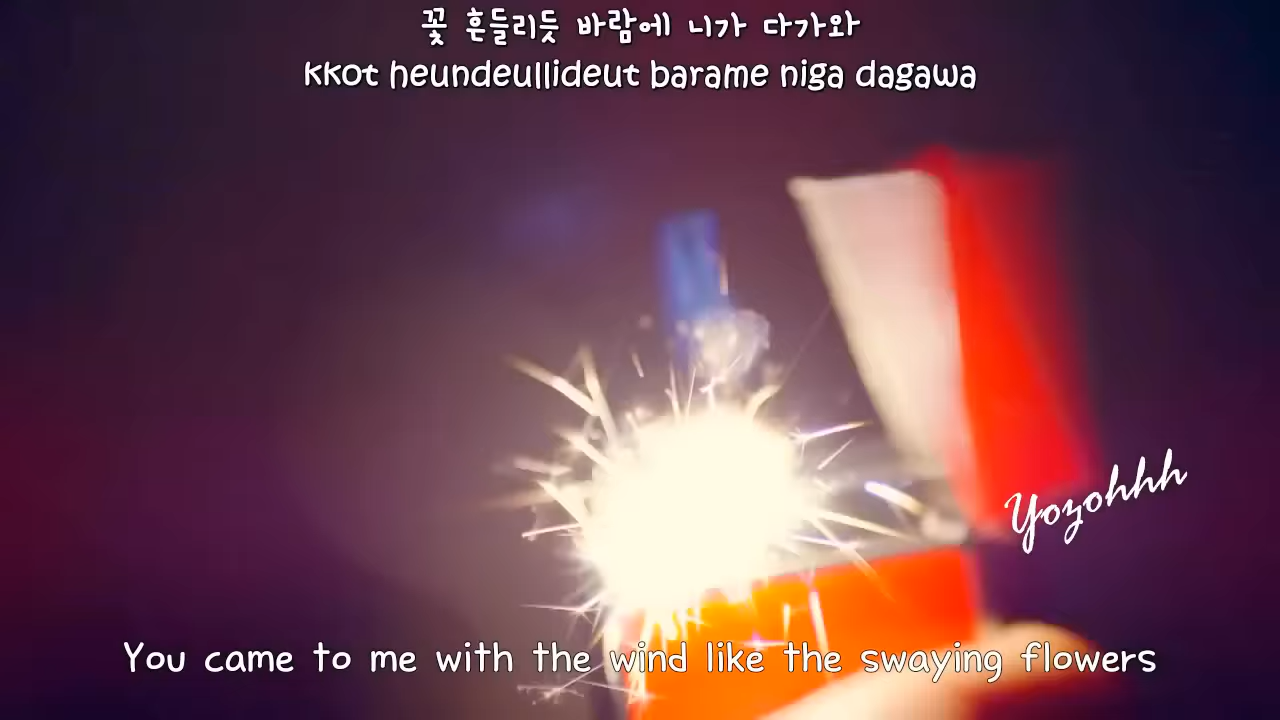 꽃 흔들리듯 바람에 니가 다가와
kkot heundeullideut barame niga dagawa
Yozohhh
You came to me with the wind like the swaying flowers